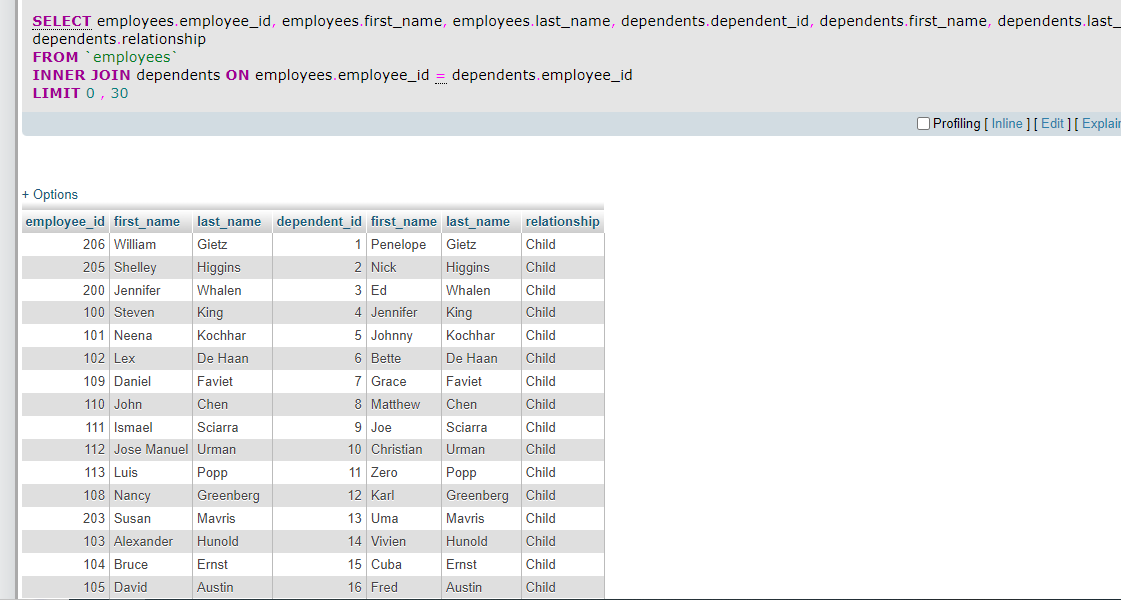 SELECT employees.employee_id, employees.first_name, employees.last_name, dependents.dependent_id, dependents.first_name, dependents.last_
dependents.relationship
FROM `employees`
INNER JOIN dependents ON employees.employee_id = dependents.employee_id
LIMIT 0 , 30
Profiling [ Inline ] [ Edit ] [ Explain
+ Options
employee_id first_name last_name dependent_id first_name last_name relationship
206 William Gietz 1 Penelope Gietz Child
205 Shelley Higgins 2 Nick Higgins Child
200 Jennifer Whalen 3 Ed Whalen Child
100 Steven King 4 Jennifer King Child
101 Neena Kochhar 5 Johnny Kochhar Child
102 Lex De Haan 6 Bette De Haan Child
109 Daniel Faviet 7 Grace Faviet Child
110 John Chen 8 Matthew Chen Child
111 Ismael Sciarra 9 Joe Sciarra Child
112 Jose Manuel Urman 10 Christian Urman Child
113 Luis Popp 11 Zero Popp Child
108 Nancy Greenberg 12 Karl Greenberg Child
203 Susan Mavris 13 Uma Mavris Child
103 Alexander Hunold 14 Vivien Hunold Child
104 Bruce Ernst 15 Cuba Ernst Child
105 David Austin 16 Fred Austin Child